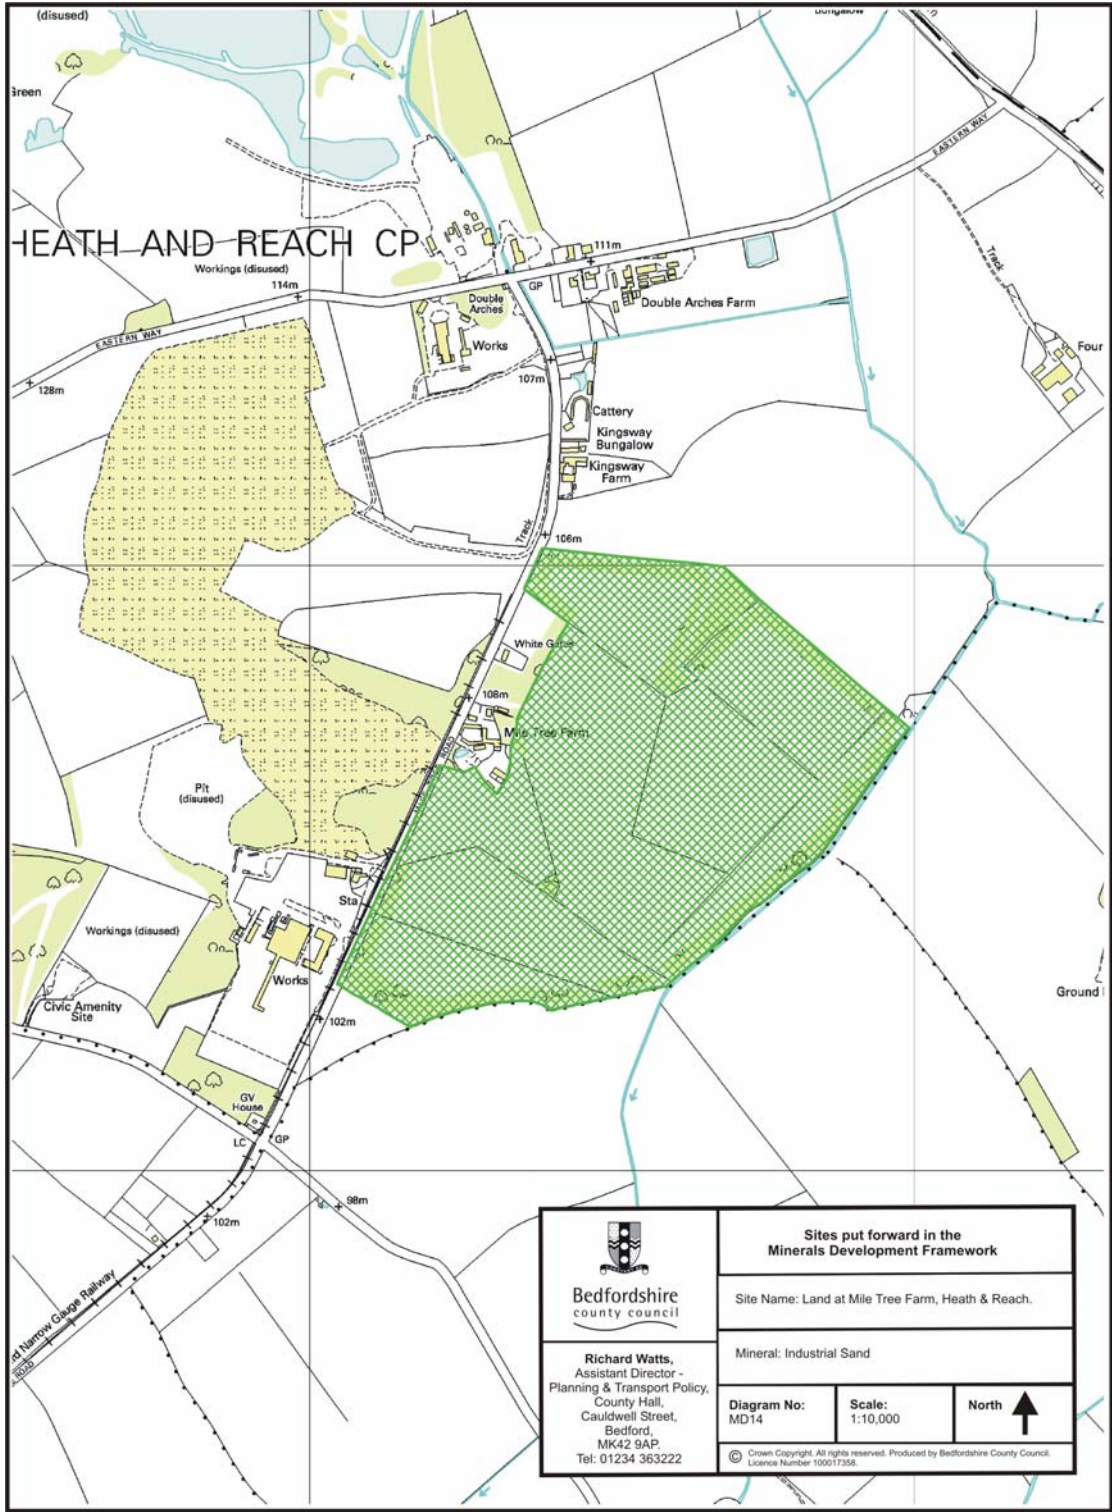 (disused)
Green
HEATH AND REACH CP
Workings (disused)
114m
EASTERN WAY
128m
EASTERN WAY
111m
GP
Double
Arches
Double Arches Farm
Works
Track
Four
107m
Cattery
Kingsway
Bungalow
Kingsway
Farm
Track
106m
108m
Mile Tree Farm
Pit
(disused)
Sta
Workings (disused)
Works
Civic Amenity
Site
102m
Ground
GV
House
LC
GP
98m
102m
Narrow Gauge Railway
ROAD
Bedfordshire
county council
Richard Watts,
Assistant Director -
Planning & Transport Policy,
County Hall,
Cauldwell Street,
Bedford,
MK42 9AP.
Tel: 01234 363222
Sites put forward in the
Minerals Development Framework
Site Name: Land at Mile Tree Farm, Heath & Reach.
Mineral: Industrial Sand
Diagram No:
MD14
Scale:
1:10,000
North
© Crown Copyright. All rights reserved. Produced by Bedfordshire County Council.
Licence Number 100017358.